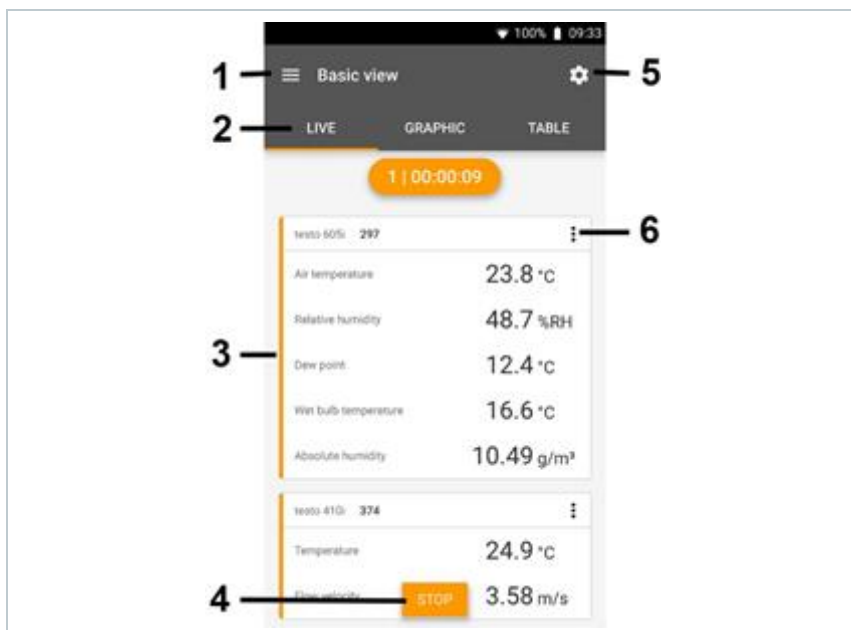 100% 09:33
1 Basic view 5
2 LIVE GRAPHIC TABLE
1 | 00:00:09
testo 605i 297 6
Air temperature 23.8 °C
Relative humidity 48.7 %RH
3 Dew point 12.4 °C
Wet bulb temperature 16.6 °C
Absolute humidity 10.49 g/m³
testo 410i 374
Temperature 24.9 °C
4 Flow velocity STOP 3.58 m/s